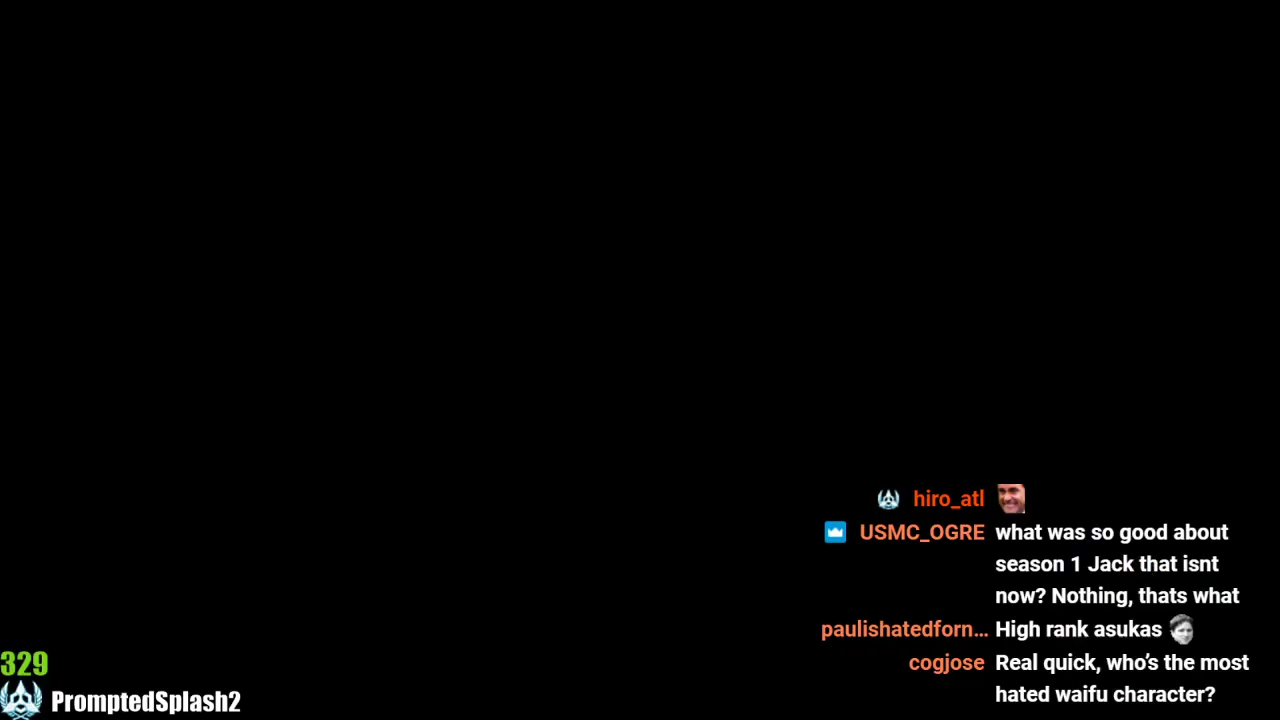 hiro_atl
USMC_OGRE what was so good about
season 1 Jack that isnt
now? Nothing, thats what
paulishatedforn… High rank asukas
cogjose Real quick, who's the most
hated waifu character?
329
PromptedSplash2